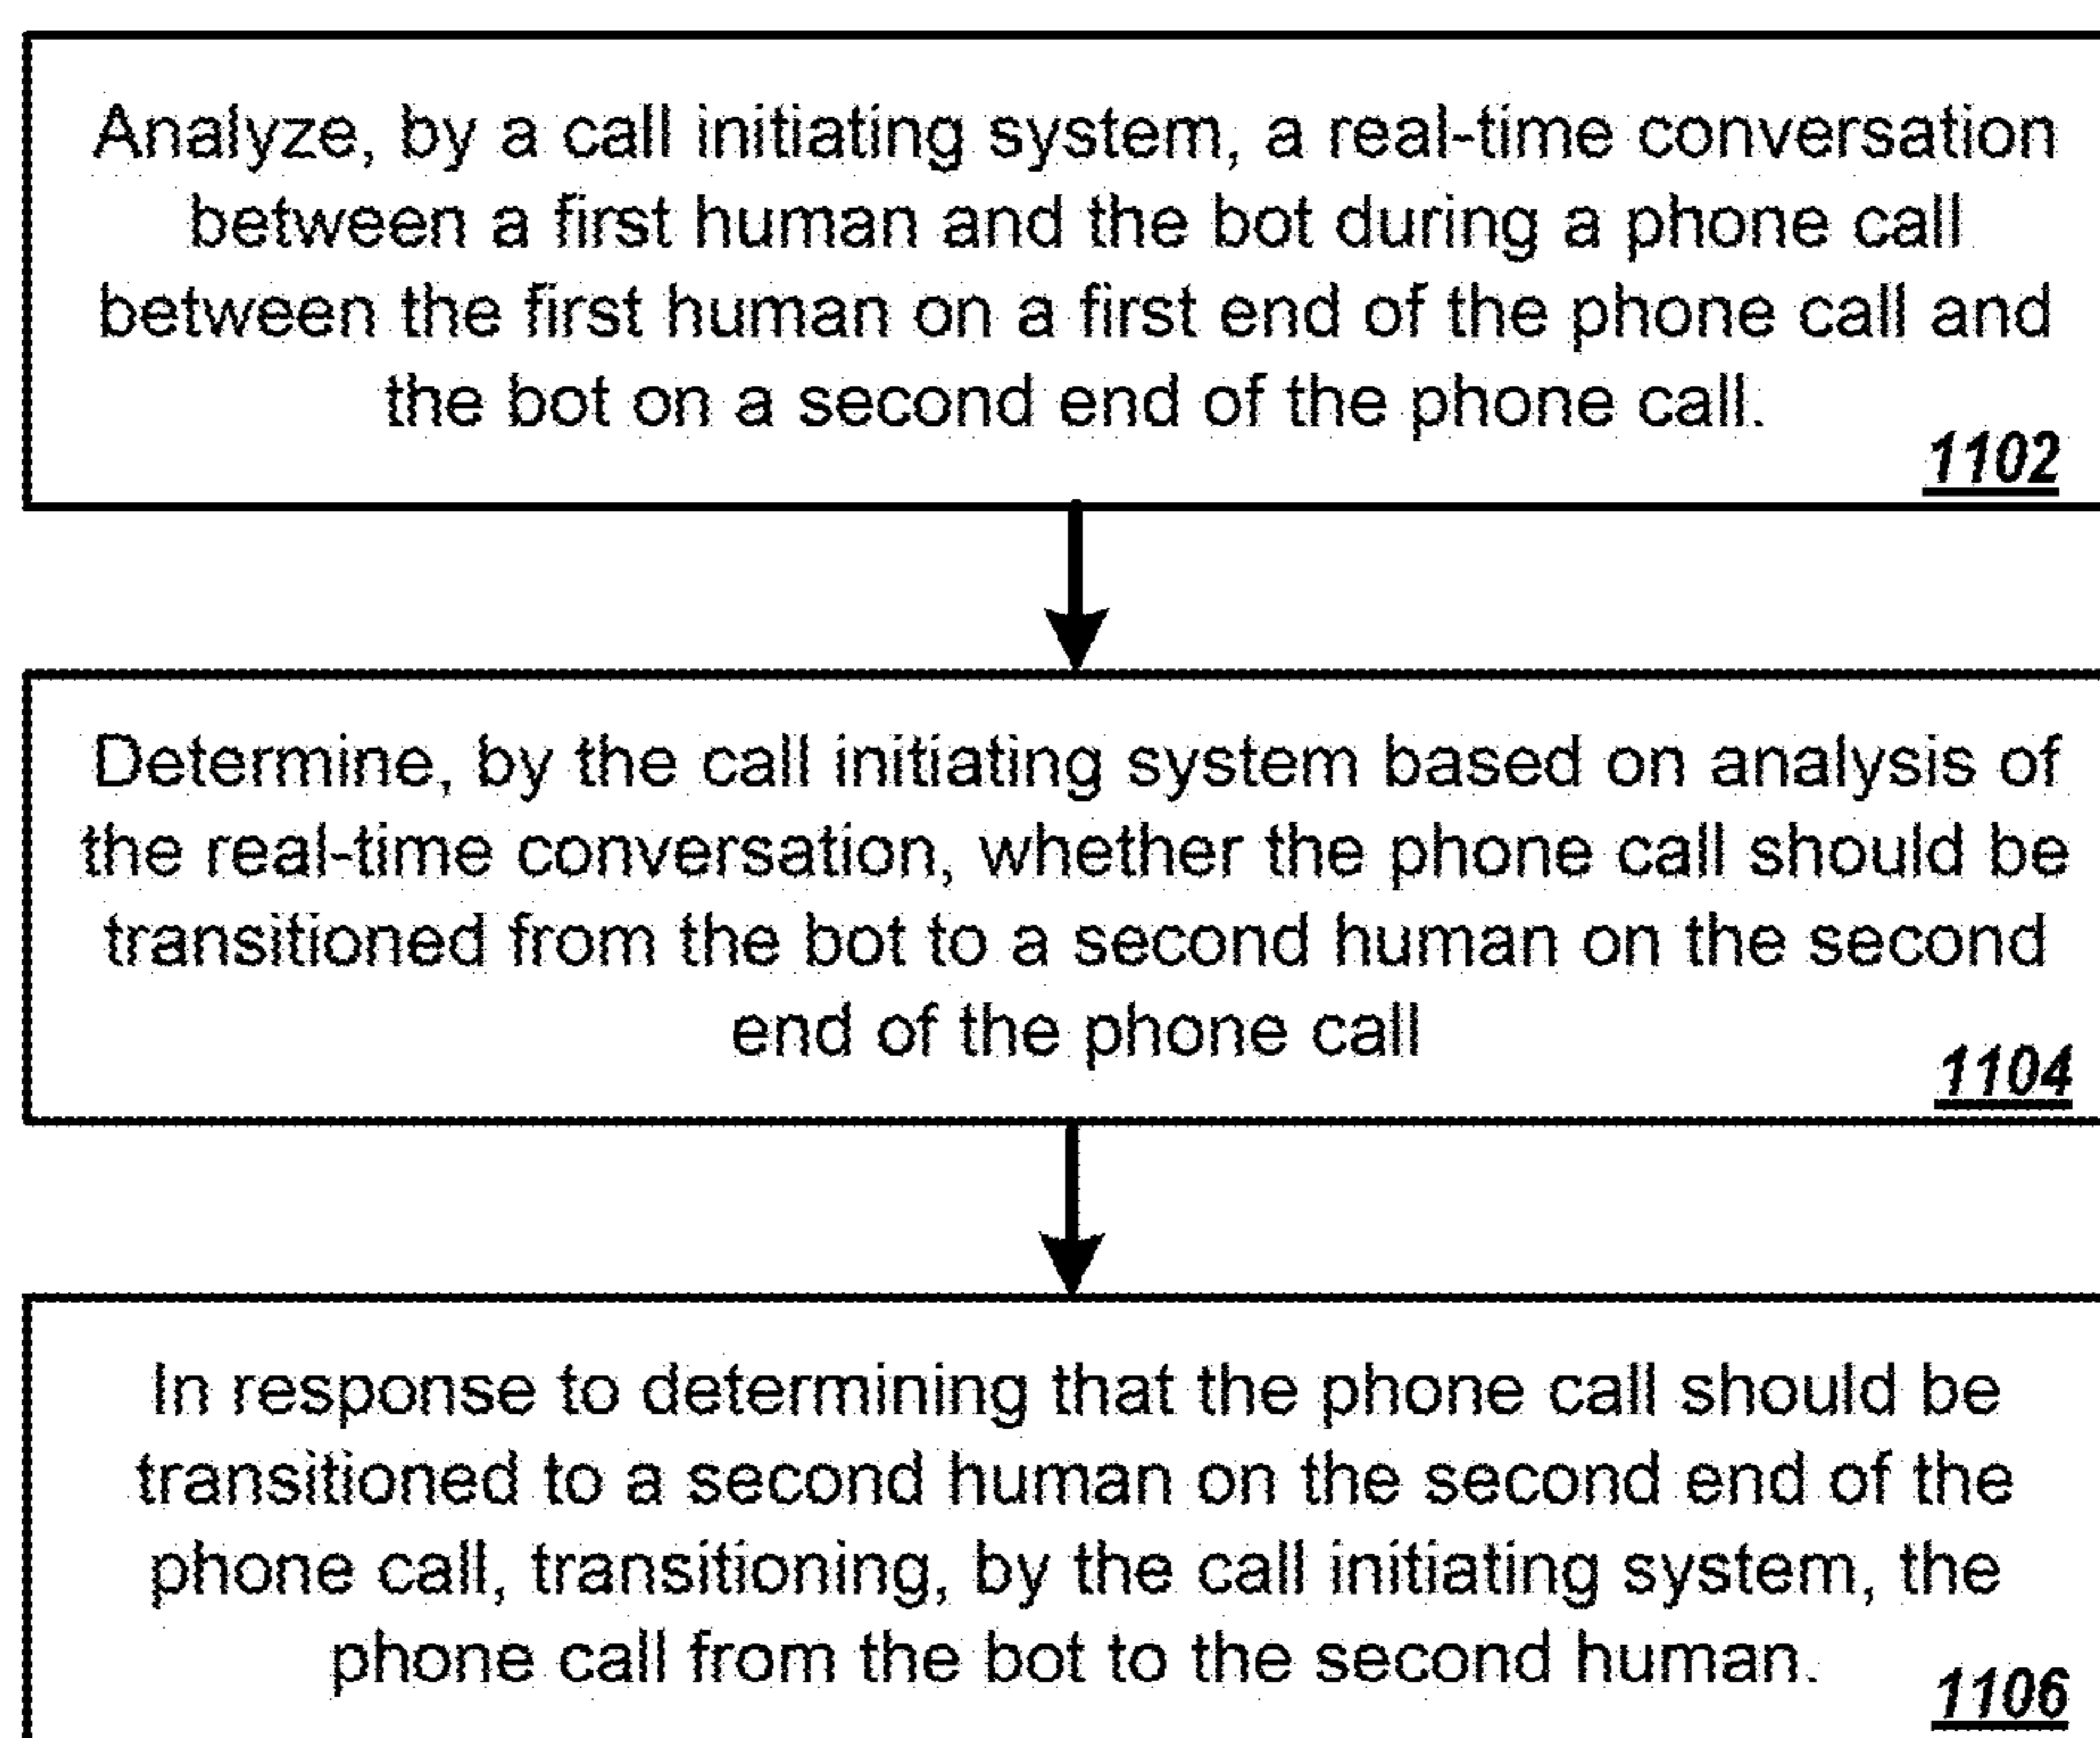 Analyze, by a call initiating system, a real-time conversation
between a first human and the bot during a phone call
between the first human on a first end of the phone call and
the bot on a second end of the phone call.
1102
Determine, by the call initiating system based on analysis of
the real-time conversation, whether the phone call should be
transitioned from the bot to a second human on the second
end of the phone call
1104
In response to determining that the phone call should be
transitioned to a second human on the second end of the
phone call, transitioning, by the call initiating system, the
phone call from the bot to the second human.
1106